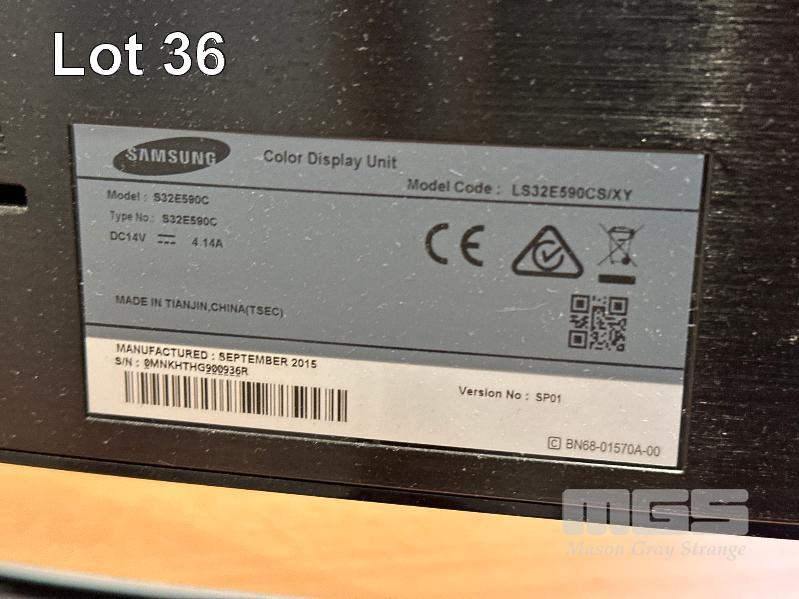 Lot 36
SAMSUNG
Color Display Unit
Model Code : LS32E590CS/XY
Model : S32E590C
Type No.: S32E590C
DC14V 4.14A
MADE IN TIANJIN,CHINA(TSEC)
MANUFACTURED : SEPTEMBER 2015
S/N : 0MNKHTHG900936R
Version No : SP01
C BN68-01570A-00
MGS
Mason Gray Strange